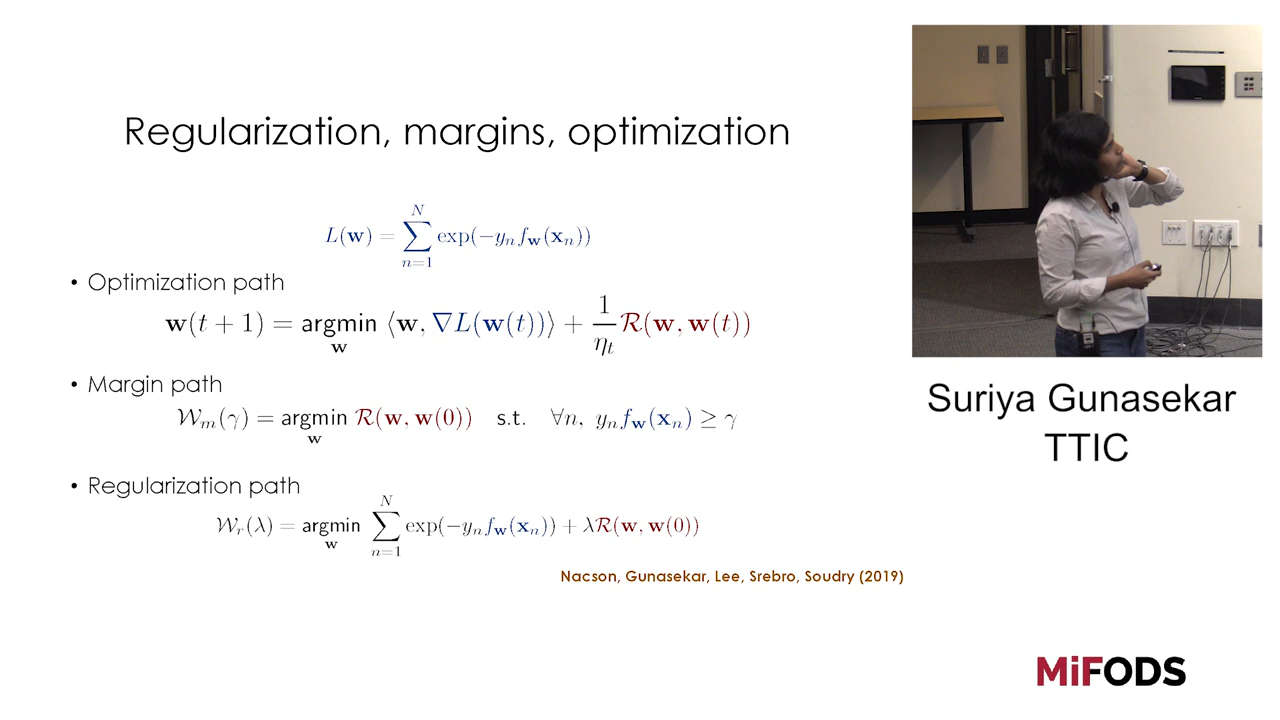 Regularization, margins, optimization
L(w) = ∑_{n=1}^{N} exp(−y_n f_w(x_n))
• Optimization path
w(t + 1) = argmin_w ⟨w, ∇L(w(t))⟩ + \frac{1}{η_t} ℛ(w, w(t))
• Margin path
𝒲_m(γ) = argmin_w ℛ(w, w(0)) s.t. ∀n, y_n f_w(x_n) ≥ γ
• Regularization path
𝒲_r(λ) = argmin_w ∑_{n=1}^{N} exp(−y_n f_w(x_n)) + λℛ(w, w(0))
Nacson, Gunasekar, Lee, Srebro, Soudry (2019)
Suriya Gunasekar
TTIC
MiFODS